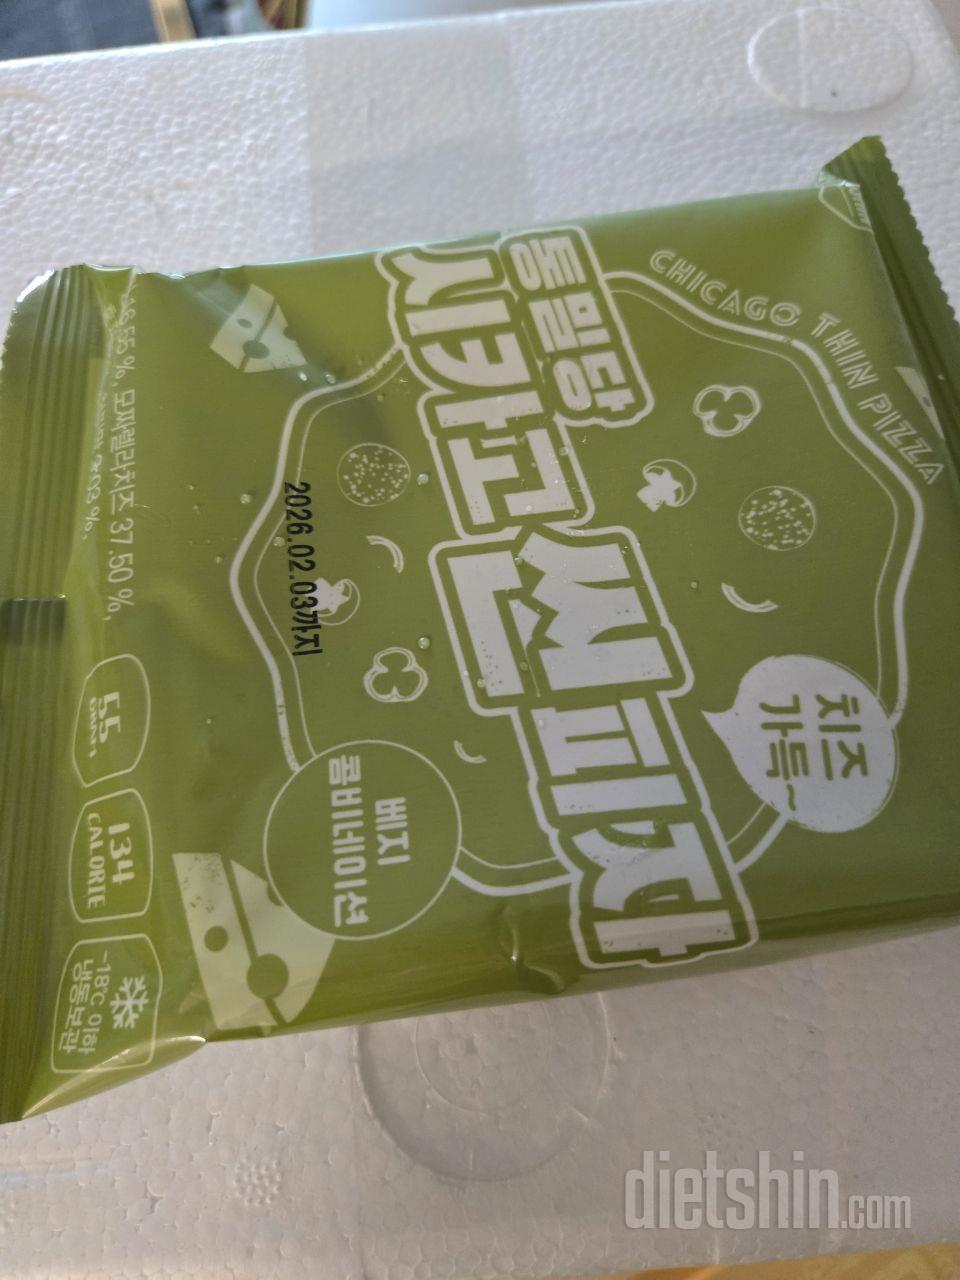 CHICAGO THIN PIZZA
치즈
가득~
통밀당
시카고
씬피자
베지
콤비네이션
2026.02.03까지
모짜렐라치즈 37.50 %,
55
GRAM
134
CALORIE
-18℃ 이하
냉동보관
dietshin.com